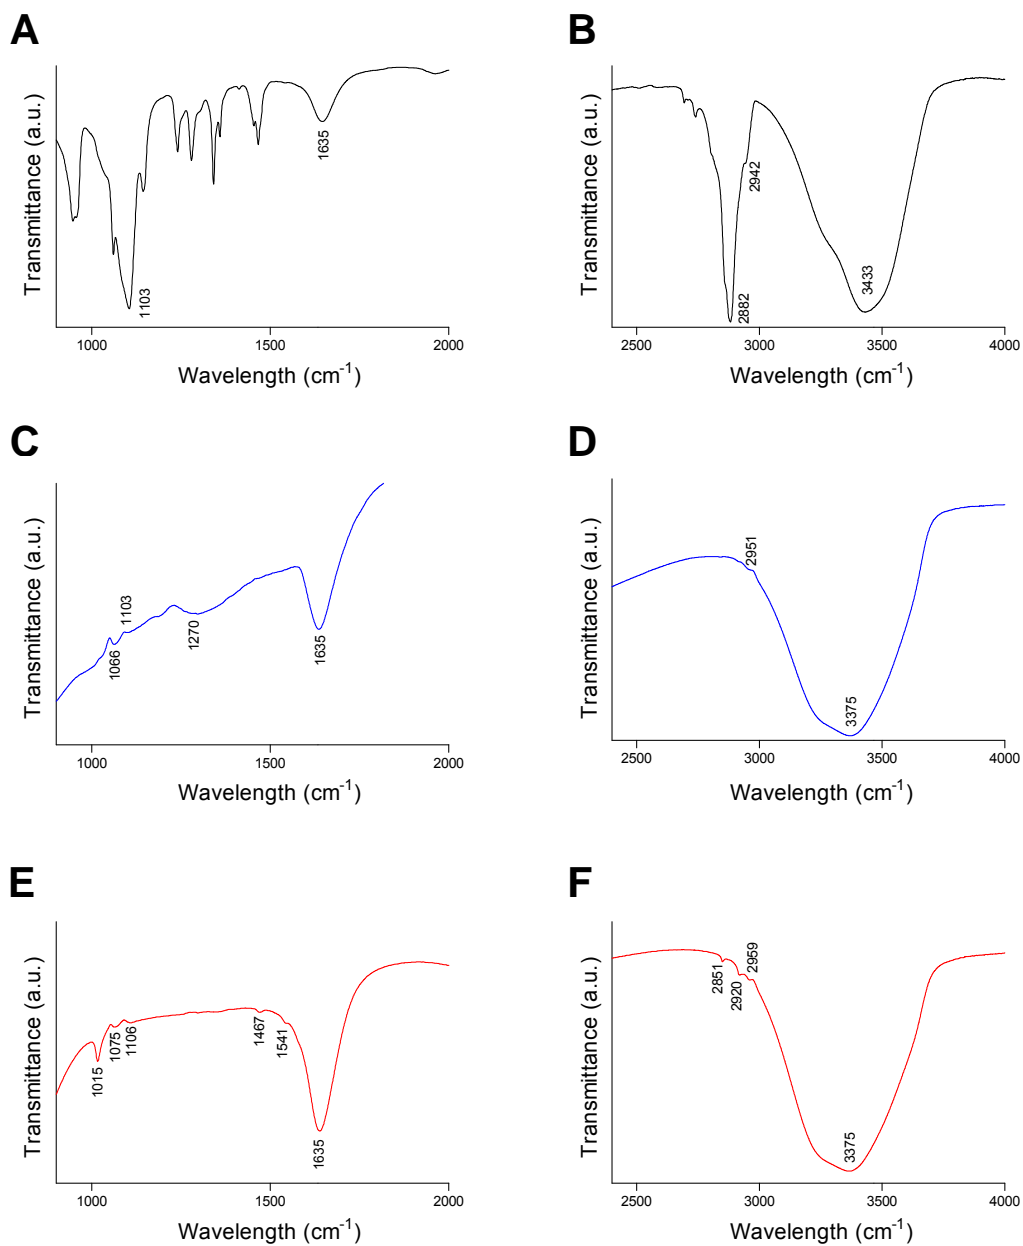 A
Transmittance (a.u.)
1103
1635
1000
1500
2000
Wavelength (cm⁻¹)
B
Transmittance (a.u.)
2882
2942
3433
2500
3000
3500
4000
Wavelength (cm⁻¹)
C
Transmittance (a.u.)
1066
1103
1270
1635
1000
1500
2000
Wavelength (cm⁻¹)
D
Transmittance (a.u.)
2951
3375
2500
3000
3500
4000
Wavelength (cm⁻¹)
E
Transmittance (a.u.)
1015
1075
1106
1467
1541
1635
1000
1500
2000
Wavelength (cm⁻¹)
F
Transmittance (a.u.)
2851
2920
2959
3375
2500
3000
3500
4000
Wavelength (cm⁻¹)